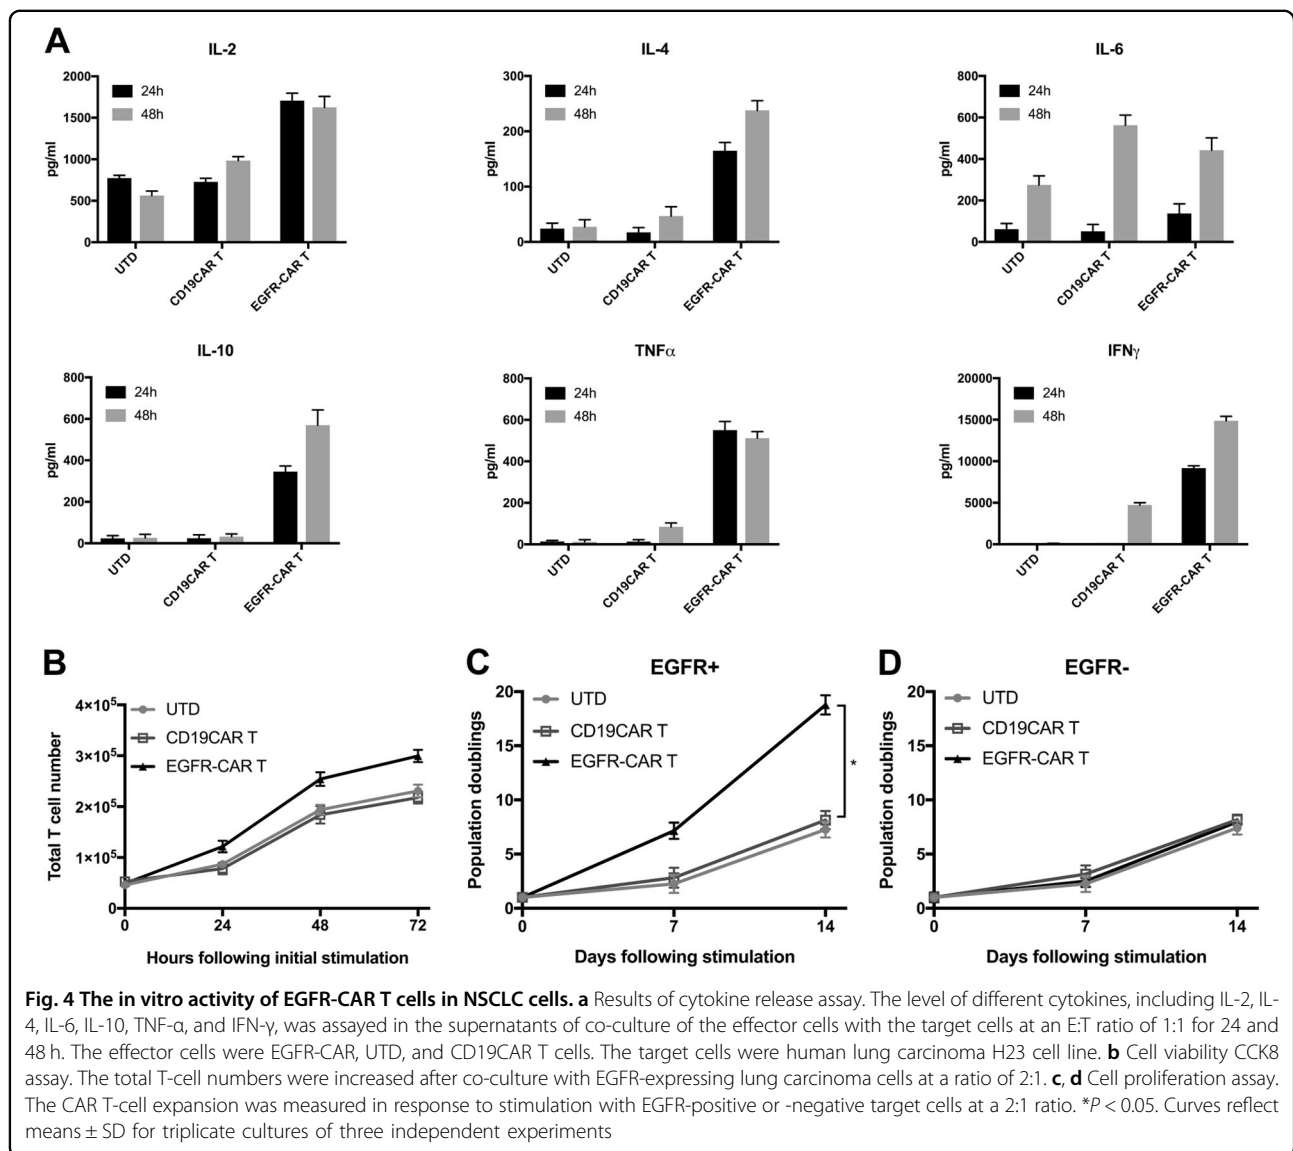 A
IL-2
2000
1500
1000
500
0
pg/ml
24h
48h
UTD
CD19CAR T
EGFR-CAR T
IL-4
300
200
100
0
pg/ml
24h
48h
UTD
CD19CAR T
EGFR-CAR T
IL-6
800
600
400
200
0
pg/ml
24h
48h
UTD
CD19CAR T
EGFR-CAR T
IL-10
800
600
400
200
0
pg/ml
24h
48h
UTD
CD19CAR T
EGFR-CAR T
TNFα
800
600
400
200
0
pg/ml
24h
48h
UTD
CD19CAR T
EGFR-CAR T
IFNγ
20000
15000
10000
5000
0
pg/ml
24h
48h
UTD
CD19CAR T
EGFR-CAR T
B
4×10⁵
3×10⁵
2×10⁵
1×10⁵
0
Total T cell number
UTD
CD19CAR T
EGFR-CAR T
0 24 48 72
Hours following initial stimulation
C
EGFR+
20
15
10
5
0
Population doublings
UTD
CD19CAR T
EGFR-CAR T
*
0 7 14
Days following stimulation
D
EGFR-
20
15
10
5
0
Population doublings
UTD
CD19CAR T
EGFR-CAR T
0 7 14
Days following stimulation
Fig. 4 The in vitro activity of EGFR-CAR T cells in NSCLC cells. a Results of cytokine release assay. The level of different cytokines, including IL-2, IL-
4, IL-6, IL-10, TNF-α, and IFN-γ, was assayed in the supernatants of co-culture of the effector cells with the target cells at an E:T ratio of 1:1 for 24 and
48 h. The effector cells were EGFR-CAR, UTD, and CD19CAR T cells. The target cells were human lung carcinoma H23 cell line. b Cell viability CCK8
assay. The total T-cell numbers were increased after co-culture with EGFR-expressing lung carcinoma cells at a ratio of 2:1. c, d Cell proliferation assay.
The CAR T-cell expansion was measured in response to stimulation with EGFR-positive or -negative target cells at a 2:1 ratio. *P < 0.05. Curves reflect
means ± SD for triplicate cultures of three independent experiments